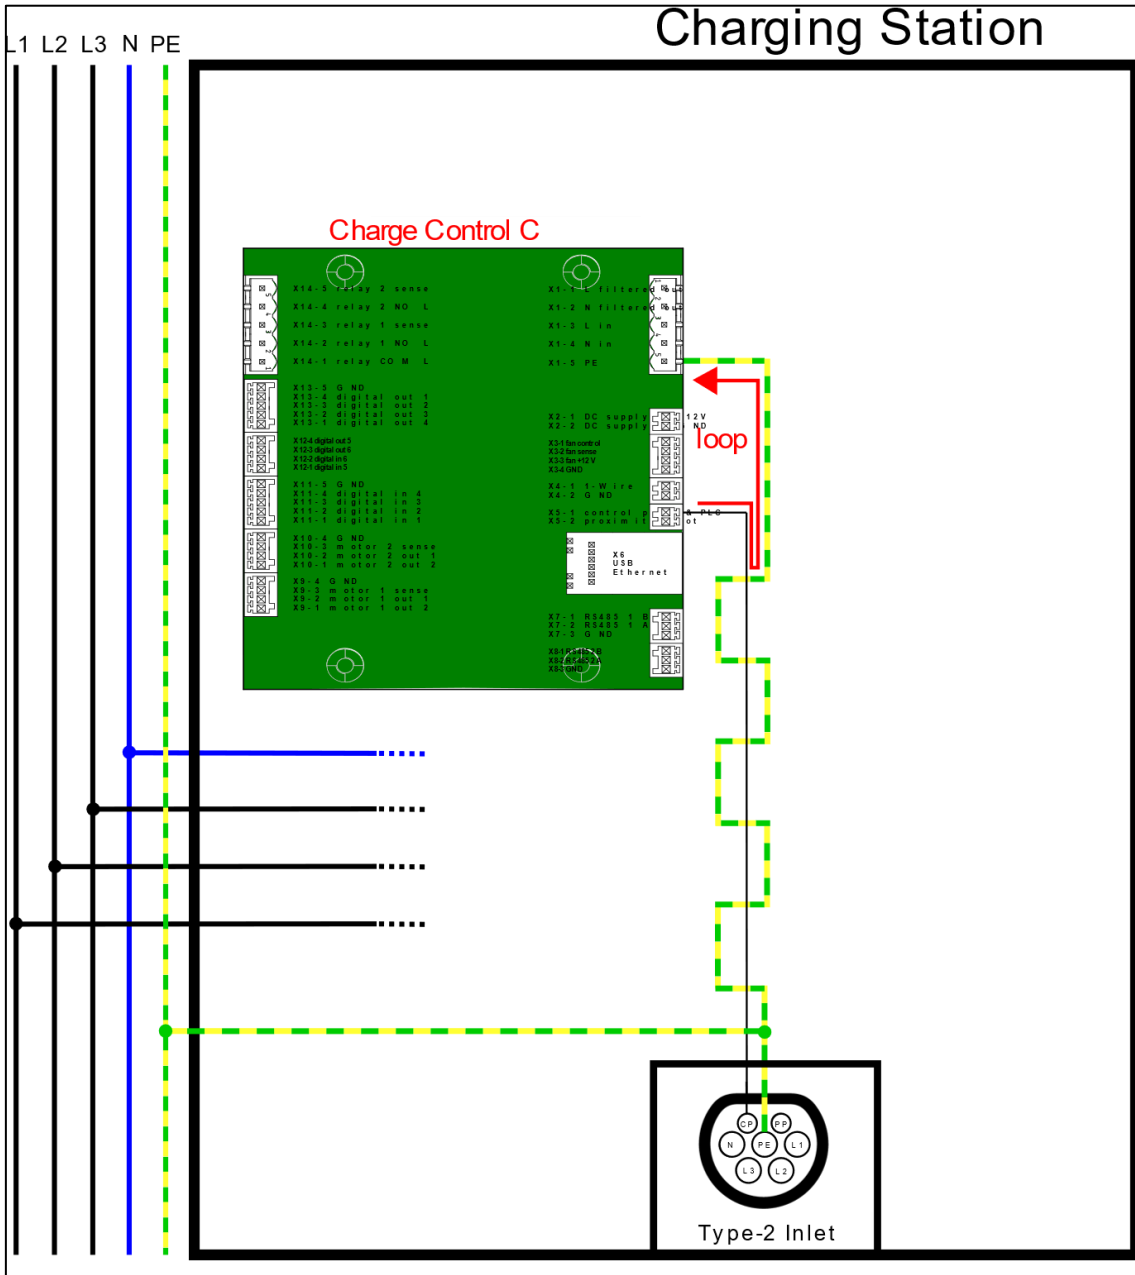 Charging Station
L1 L2 L3 N PE
Charge Control C
X14-5 relay 2 sense
X14-4 relay 2 NO L
X14-3 relay 1 sense
X14-2 relay 1 NO L
X14-1 relay COM L
X13-5 GND
X13-4 digital out 1
X13-3 digital out 2
X13-2 digital out 3
X13-1 digital out 4
X12-4 digital out 5
X12-3 digital out 6
X12-2 digital in 6
X12-1 digital in 5
X11-5 GND
X11-4 digital in 4
X11-3 digital in 3
X11-2 digital in 2
X11-1 digital in 1
X10-4 GND
X10-3 motor 2 sense
X10-2 motor 2 out 1
X10-1 motor 2 out 2
X9-4 GND
X9-3 motor 1 sense
X9-2 motor 1 out 1
X9-1 motor 1 out 2
X1-1 L filtered out
X1-2 N filtered out
X1-3 L in
X1-4 N in
X1-5 PE
X2-1 DC supply 12V
X2-2 DC supply
X3-1 fan control
X3-2 fan sense
X3-3 fan +12V
X3-4 GND
X4-1 1-Wire
X4-2 GND
X5-1 control & PLC
X5-2
X6
USB
Ethernet
X7-1 RS485 1 B
X7-2 RS485 1 A
X7-3 GND
X8-1 RS485 2 B
X8-2 RS485 2 A
X8-3 GND
loop
CP PP
N PE L1
L3 L2
Type-2 Inlet